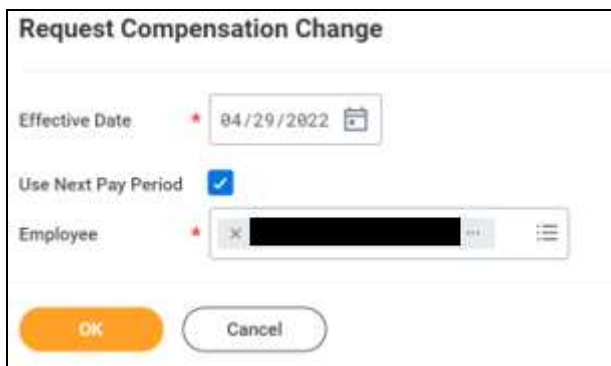 Request Compensation Change
Effective Date * 04/29/2022
Use Next Pay Period
Employee *
OK Cancel